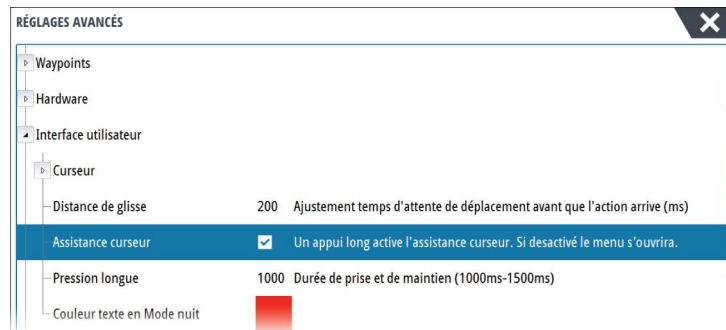 RÉGLAGES AVANCÉS
Waypoints
Hardware
Interface utilisateur
Curseur
Distance de glisse 200 Ajustement temps d'attente de déplacement avant que l'action arrive (ms)
Assistance curseur Un appui long active l'assistance curseur. Si desactivé le menu s'ouvrira.
Pression longue 1000 Durée de prise et de maintien (1000ms-1500ms)
Couleur texte en Mode nuit